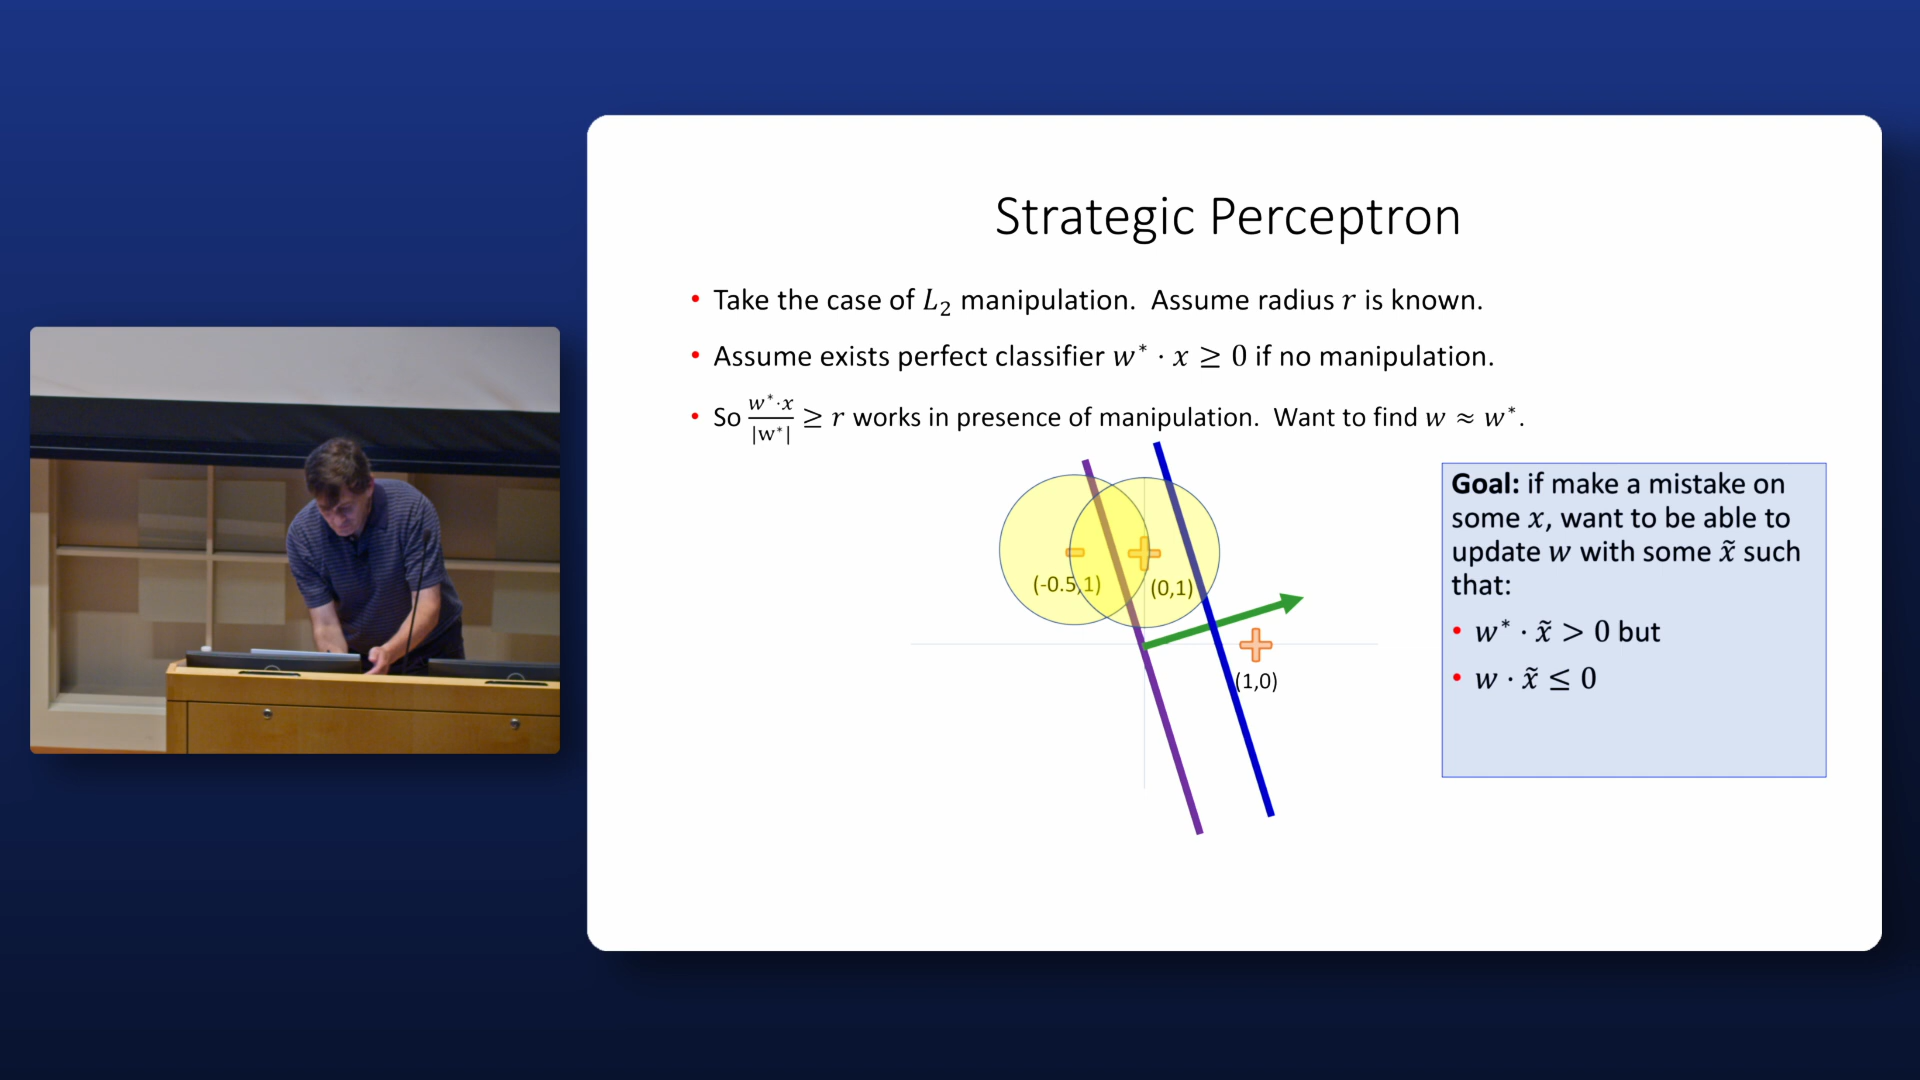 Strategic Perceptron
• Take the case of L₂ manipulation. Assume radius r is known.
• Assume exists perfect classifier w* · x ≥ 0 if no manipulation.
• So w*·x / |w*| ≥ r works in presence of manipulation. Want to find w ≈ w*.
(-0.5,1)
(0,1)
(1,0)
Goal: if make a mistake on
some x, want to be able to
update w with some x̃ such
that:
• w* · x̃ > 0 but
• w · x̃ ≤ 0